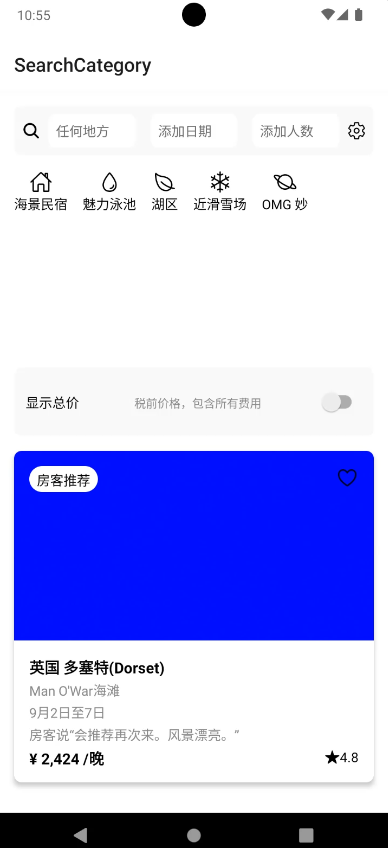 10:55
SearchCategory
任何地方 添加日期 添加人数
海景民宿 魅力泳池 湖区 近滑雪场 OMG 妙
显示总价 税前价格，包含所有费用
房客推荐
英国 多塞特(Dorset)
Man O'War海滩
9月2日至7日
房客说“会推荐再次来。风景漂亮。”
¥ 2,424 /晚 ★4.8